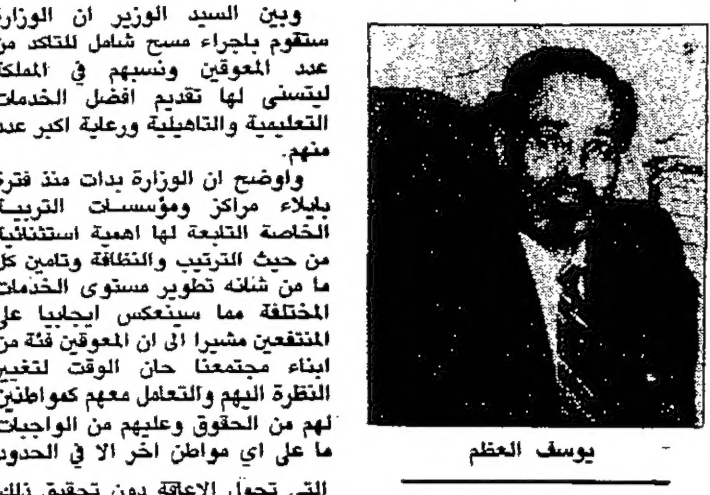 وبين السيد الوزير ان الوزارة
ستقوم باجراء مسح شامل للتاكد من
عدد المعوقين ونسبهم في المملكة
ليتسنى لها تقديم افضل الخدمات
التعليمية والتاهيلية ورعاية اكبر عدد
منهم.
واوضح ان الوزارة بدات منذ فترة
بايلاء مراكز ومؤسسات التربية
الخاصة التابعة لها اهمية استثنائية
من حيث الترتيب والنظافة وتامين كل
ما من شانه تطوير مستوى الخدمات
المختلفة مما سينعكس ايجابيا على
المنتفعين مشيرا الى ان المعوقين فئة من
ابناء مجتمعنا حان الوقت لتغيير
النظرة اليهم والتعامل معهم كمواطنين
لهم من الحقوق وعليهم من الواجبات
ما على اي مواطن اخر الا في الحدود
التي تحول الاعاقة دون تحقيق ذلك
يوسف العظم